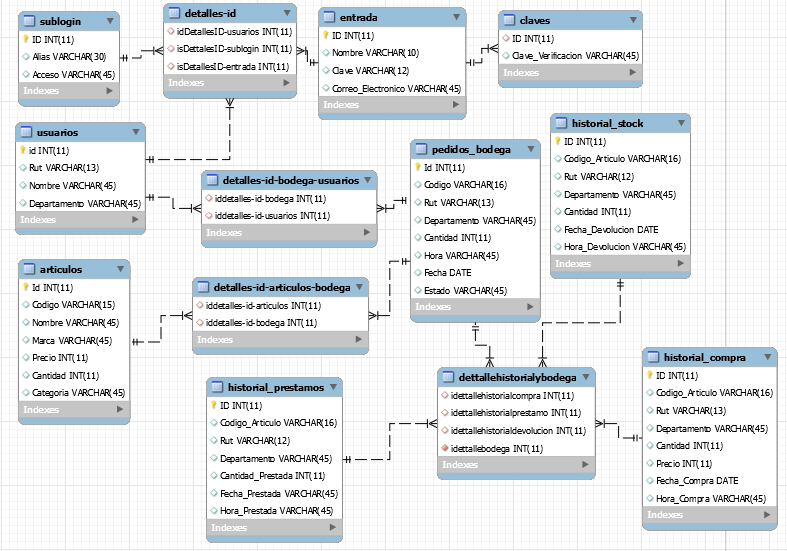 sublogin
ID INT(11)
Alias VARCHAR(30)
Acceso VARCHAR(45)
Indexes
detalles-id
idDetallesID-usuarios INT(11)
isDetallesID-sublogin INT(11)
isDetallesID-entrada INT(11)
Indexes
entrada
ID INT(11)
Nombre VARCHAR(10)
Clave VARCHAR(12)
Correo_Electronico VARCHAR(45)
Indexes
claves
ID INT(11)
Clave_Verificacion VARCHAR(45)
Indexes
usuarios
id INT(11)
Rut VARCHAR(13)
Nombre VARCHAR(45)
Departamento VARCHAR(45)
Indexes
detalles-id-bodega-usuarios
iddetalles-id-bodega INT(11)
iddetalles-id-usuarios INT(11)
Indexes
pedidos_bodega
Id INT(11)
Codigo VARCHAR(16)
Rut VARCHAR(13)
Departamento VARCHAR(45)
Cantidad INT(11)
Hora VARCHAR(45)
Fecha DATE
Estado VARCHAR(45)
Indexes
historial_stock
ID INT(11)
Codigo_Articulo VARCHAR(16)
Rut VARCHAR(12)
Departamento VARCHAR(45)
Cantidad INT(11)
Fecha_Devolucion DATE
Hora_Devolucion VARCHAR(45)
Indexes
articulos
Id INT(11)
Codigo VARCHAR(15)
Nombre VARCHAR(45)
Marca VARCHAR(45)
Precio INT(11)
Cantidad INT(11)
Categoria VARCHAR(45)
Indexes
detalles-id-articulos-bodega
iddetalles-id-articulos INT(11)
iddetalles-id-bodega INT(11)
Indexes
historial_prestamos
ID INT(11)
Codigo_Articulo VARCHAR(16)
Rut VARCHAR(12)
Departamento VARCHAR(45)
Cantidad_Prestada INT(11)
Fecha_Prestada VARCHAR(45)
Hora_Prestada VARCHAR(45)
Indexes
dettallehistorialybodega
idettallehistorialcompra INT(11)
idettallehistorialprestamo INT(11)
idettallehistorialdevolucion INT(11)
idettallebodega INT(11)
Indexes
historial_compra
ID INT(11)
Codigo_Articulo VARCHAR(16)
Rut VARCHAR(13)
Departamento VARCHAR(45)
Cantidad INT(11)
Precio INT(11)
Fecha_Compra DATE
Hora_Compra VARCHAR(45)
Indexes